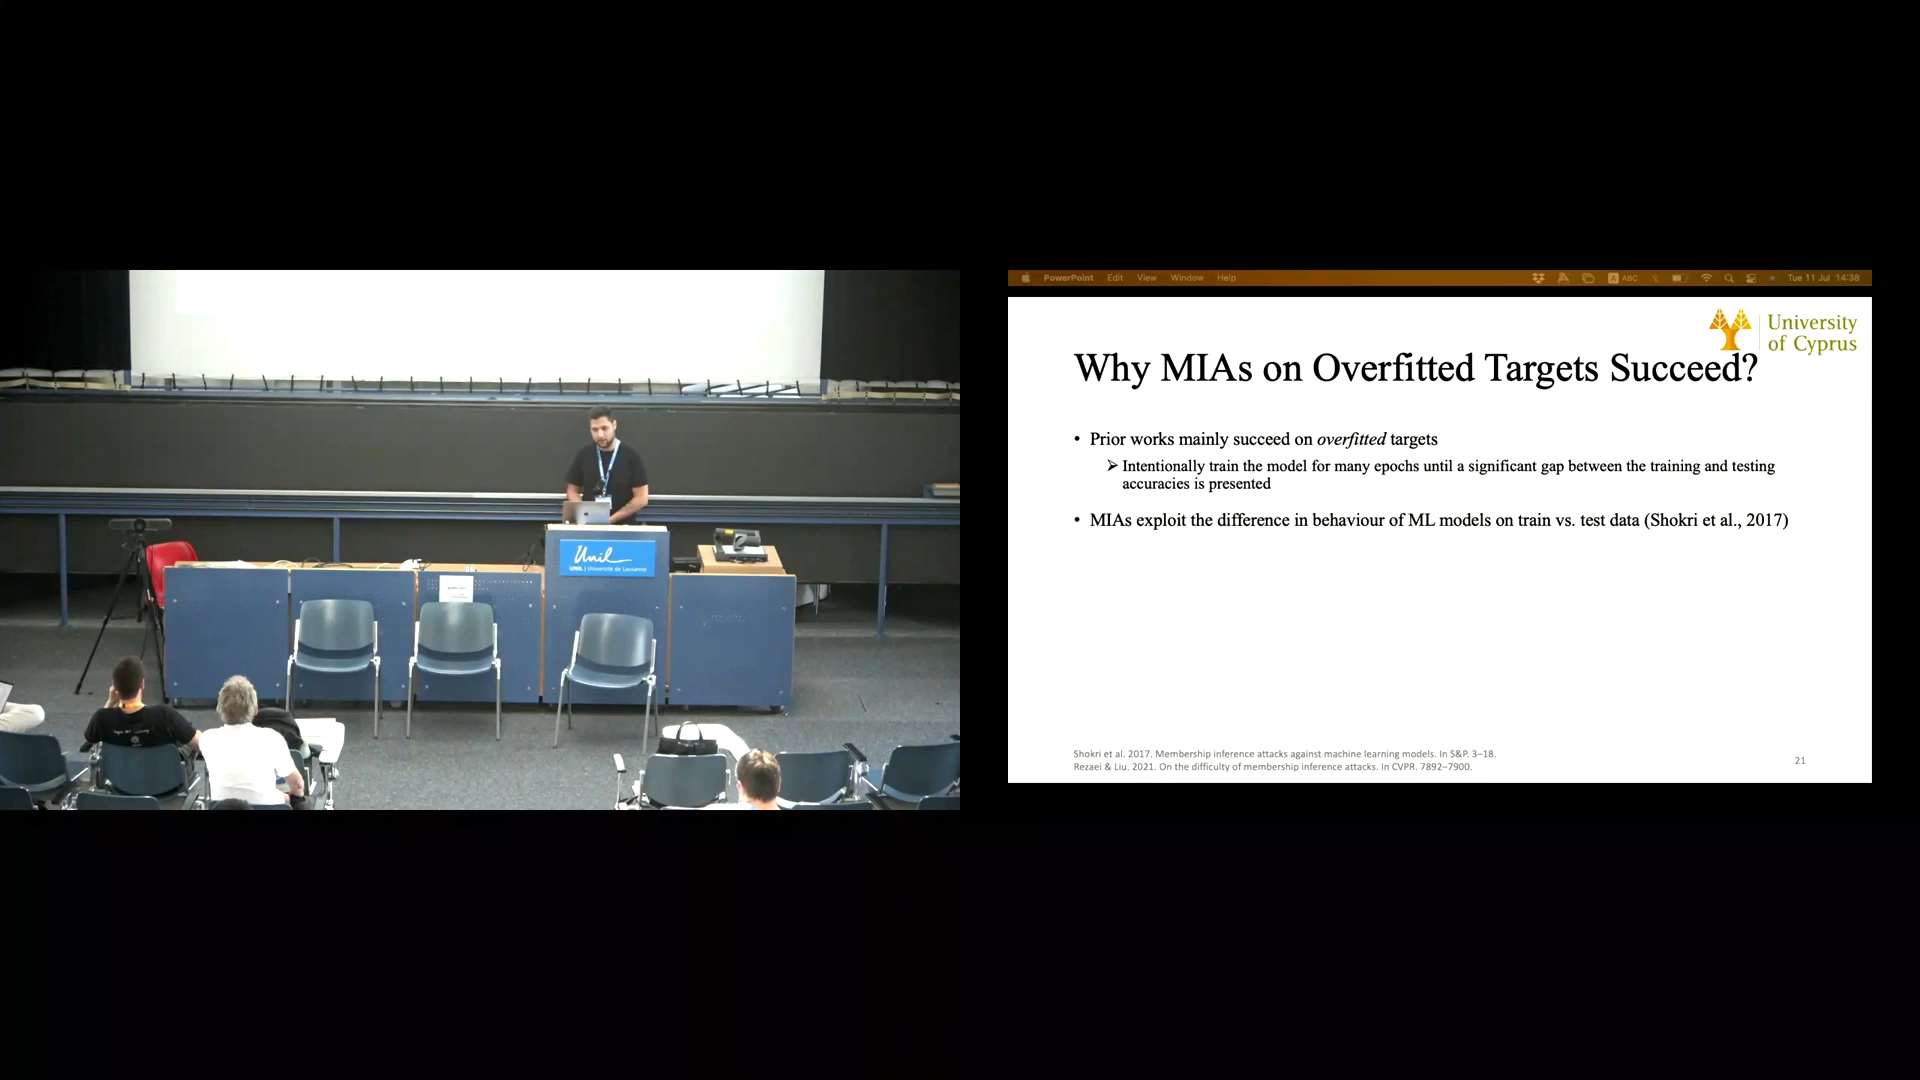 Unil
UNIL | Université de Lausanne
PowerPoint Edit View Window Help
ABC
Tue 11 Jul 14:38
University
of Cyprus
Why MIAs on Overfitted Targets Succeed?
• Prior works mainly succeed on overfitted targets
➢ Intentionally train the model for many epochs until a significant gap between the training and testing
accuracies is presented
• MIAs exploit the difference in behaviour of ML models on train vs. test data (Shokri et al., 2017)
Shokri et al. 2017. Membership inference attacks against machine learning models. In S&P. 3–18.
Rezaei & Liu. 2021. On the difficulty of membership inference attacks. In CVPR. 7892–7900.
21